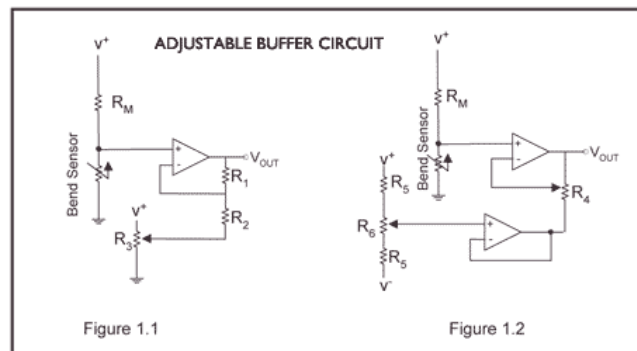 ADJUSTABLE BUFFER CIRCUIT
V+
RM
Bend Sensor
+
-
VOUT
R1
R2
V+
R3
Figure 1.1
V+
RM
Bend Sensor
+
-
VOUT
R4
V+
R5
R6
R5
V-
+
-
Figure 1.2